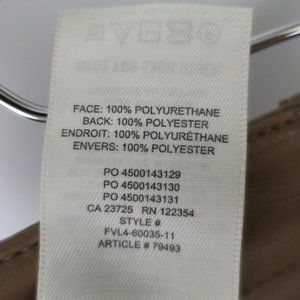 FACE: 100% POLYURETHANE
BACK: 100% POLYESTER
ENDROIT: 100% POLYURÉTHANE
ENVERS: 100% POLYESTER
PO 4500143129
PO 4500143130
PO 4500143131
CA 23725 RN 122354
STYLE #
FVL4-60035-11
ARTICLE # 79493